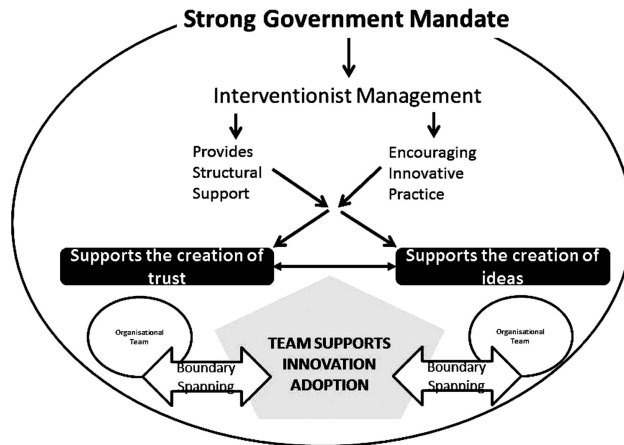 Strong Government Mandate
Interventionist Management
Provides
Structural
Support
Encouraging
Innovative
Practice
Supports the creation of
trust
Supports the creation of
ideas
Organisational
Team
Organisational
Team
Boundary
Spanning
TEAM SUPPORTS
INNOVATION
ADOPTION
Boundary
Spanning